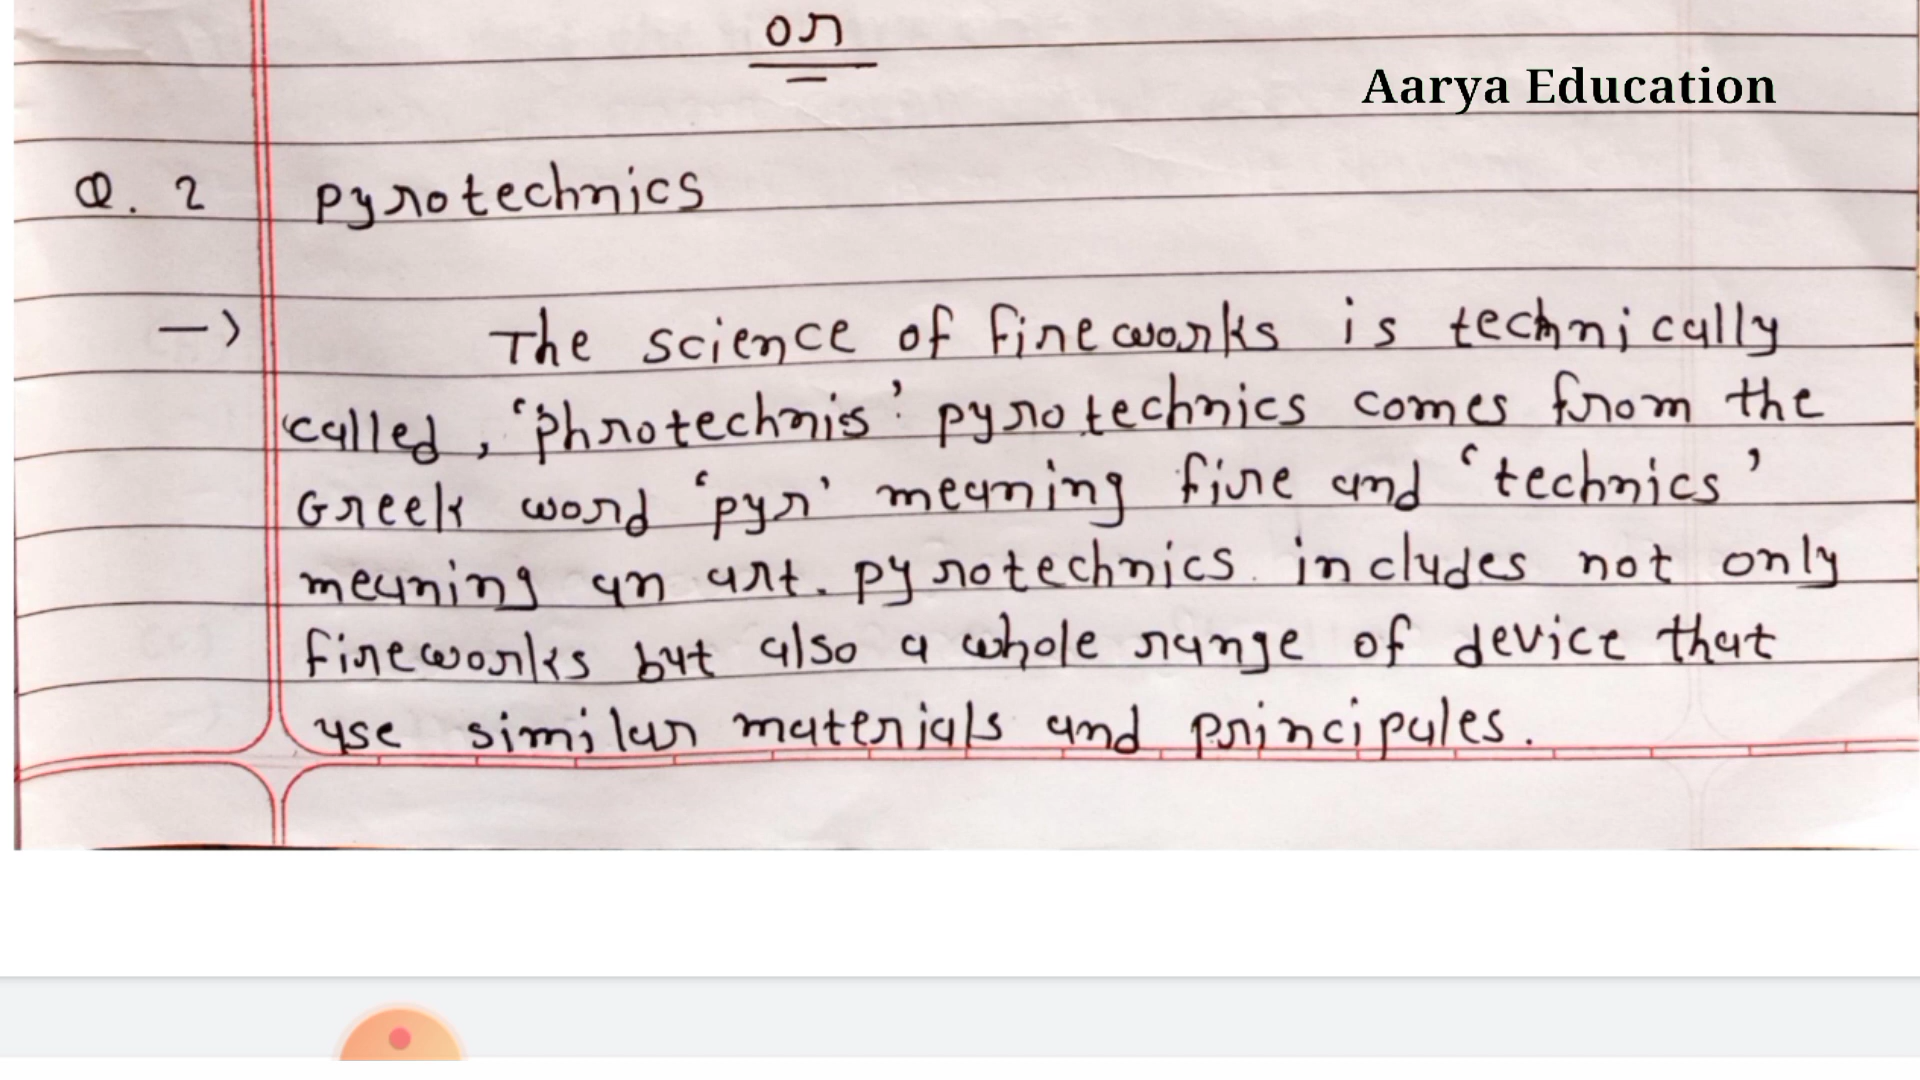 or
Aarya Education
Q. 2 pyrotechnics
→ The science of fireworks is technically
called, 'phrotechnis'. pyrotechnics comes from the
Greek word 'pyr' meaning fire and 'technics'
meaning an art. pyrotechnics includes not only
fireworks but also a whole range of device that
use similar materials and principales.